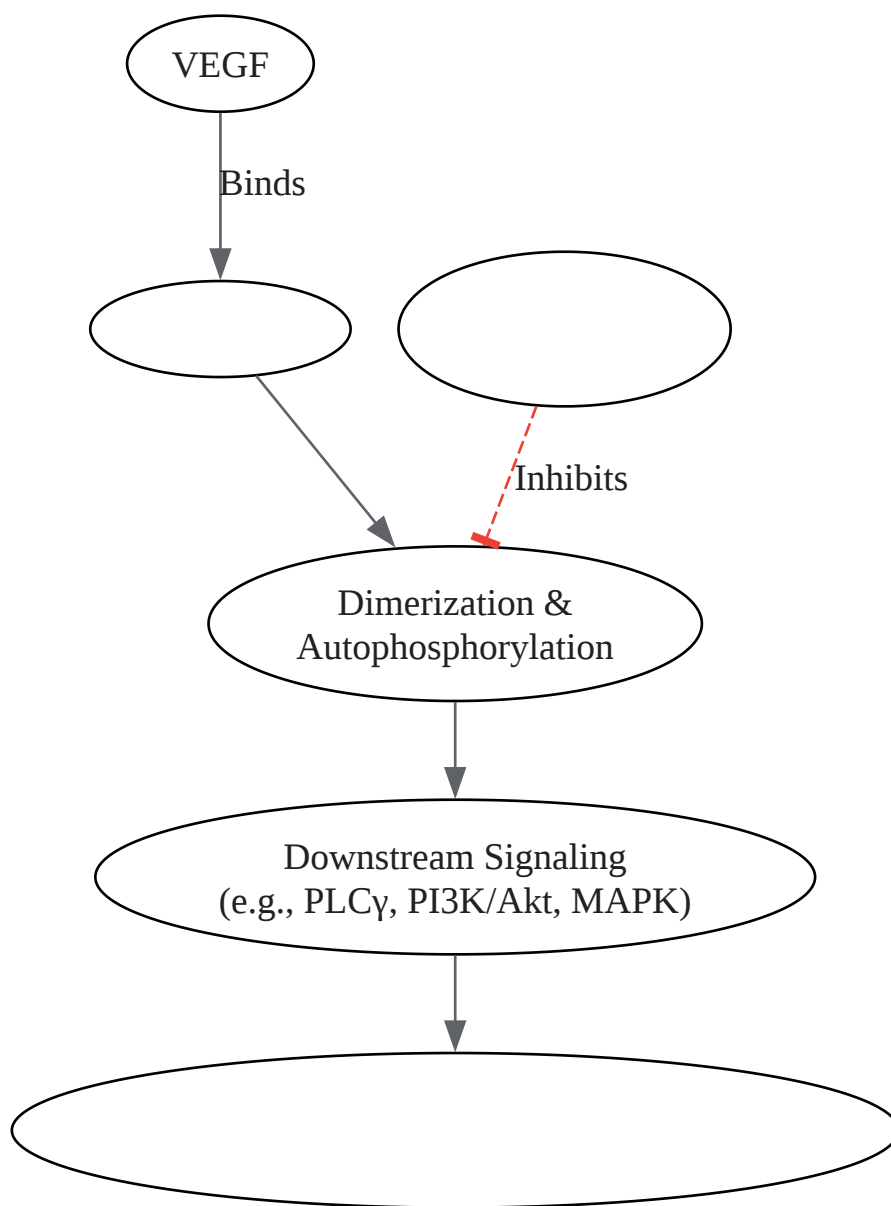 VEGF
Binds
Inhibits
Dimerization &
Autophosphorylation
Downstream Signaling
(e.g., PLCγ, PI3K/Akt, MAPK)